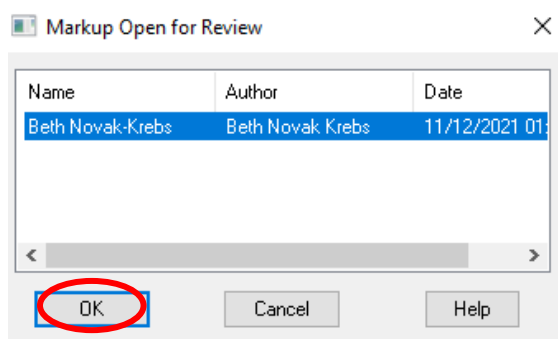 Markup Open for Review
Name Author Date
Beth Novak-Krebs Beth Novak Krebs 11/12/2021 01:
OK Cancel Help